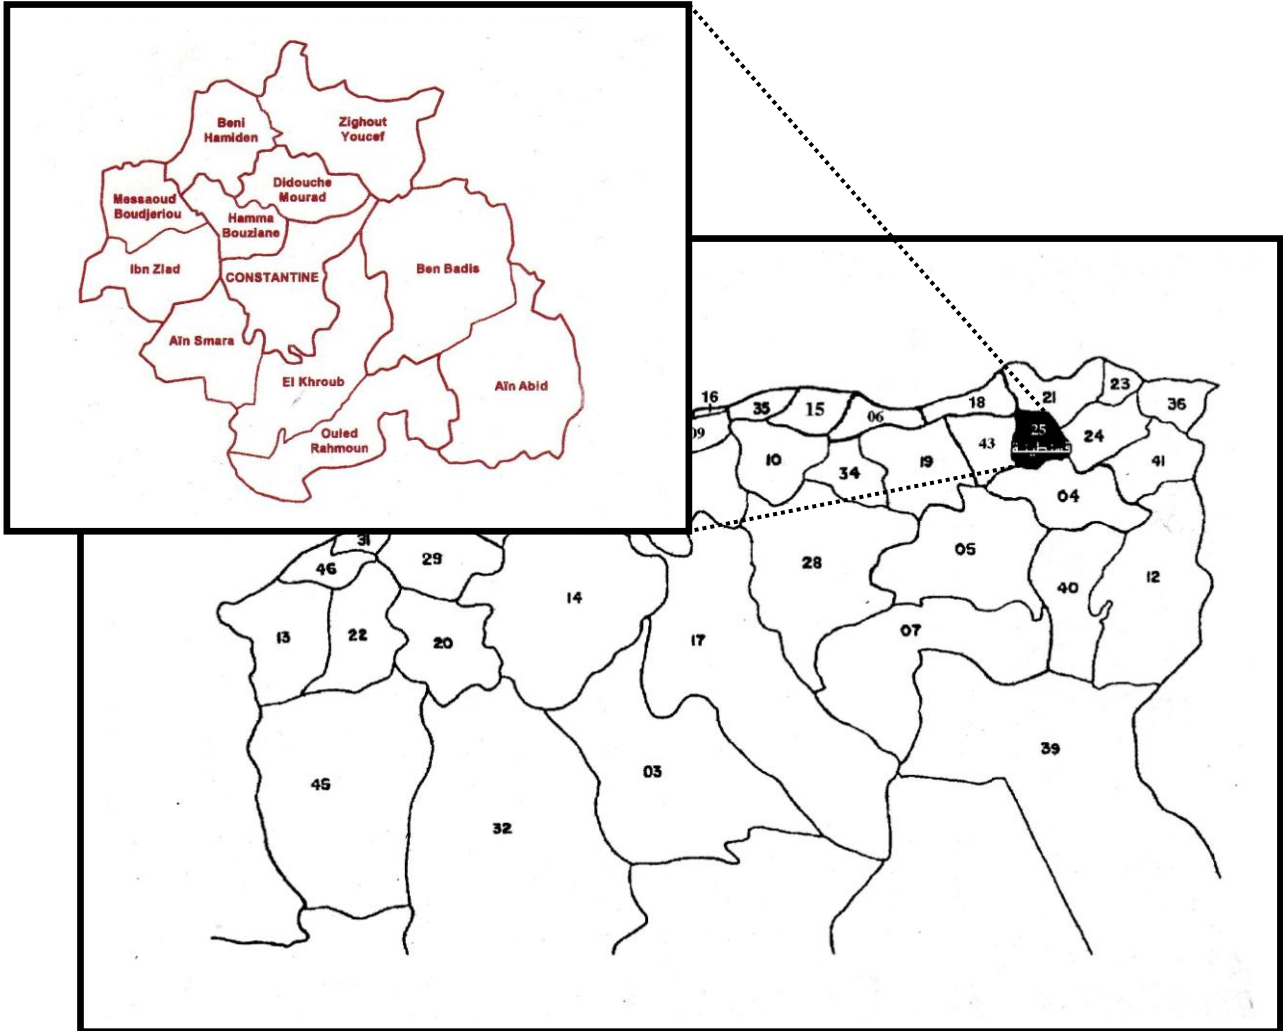 Beni
Hamiden
Zighout
Youcef
Didouche
Mourad
Messaoud
Boudjeriou
Hamma
Bouziane
Ibn Ziad
CONSTANTINE
Ben Badis
Aïn Smara
El Khroub
Aïn Abid
Ouled
Rahmoun
16
35
15
06
18
21
23
36
09
10
34
19
43
25
قسنطينة
24
41
04
31
46
29
14
28
05
40
12
13
22
20
17
07
45
32
03
39